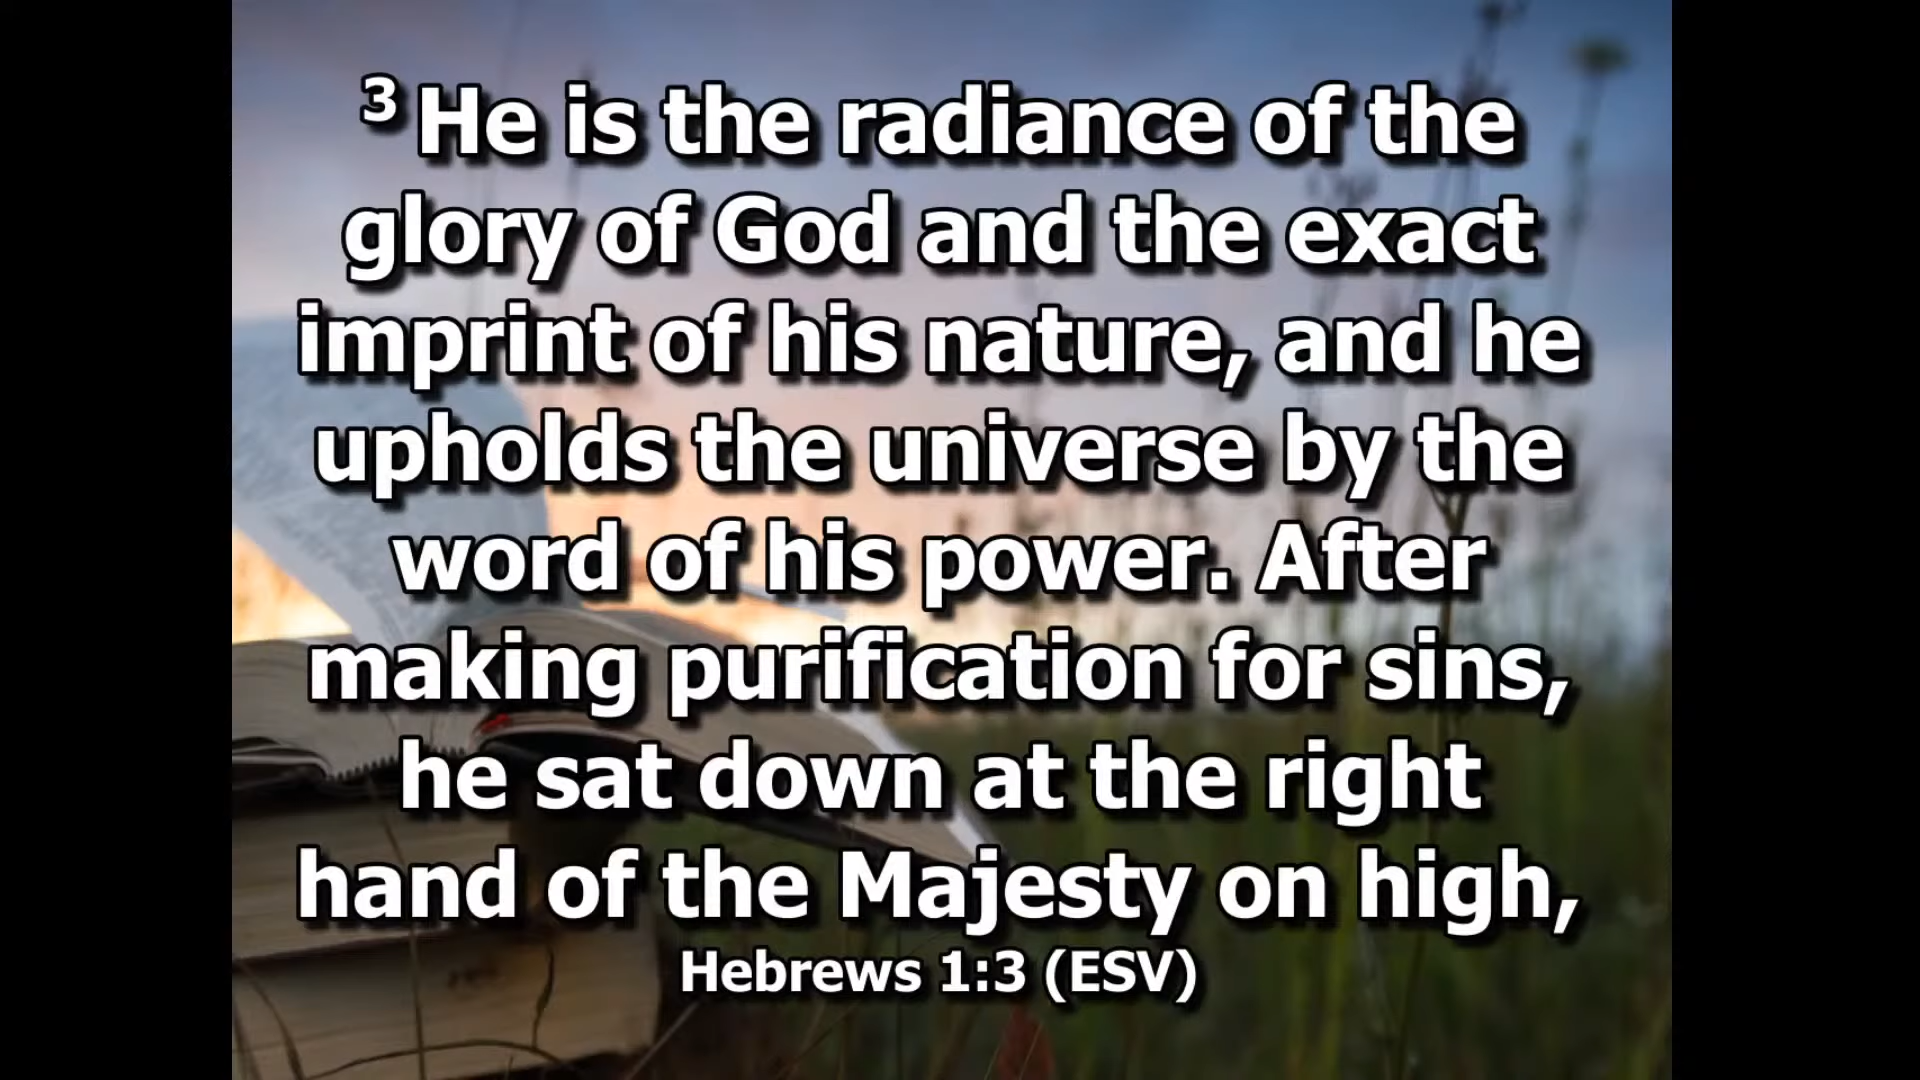 3 He is the radiance of the
glory of God and the exact
imprint of his nature, and he
upholds the universe by the
word of his power. After
making purification for sins,
he sat down at the right
hand of the Majesty on high,
Hebrews 1:3 (ESV)